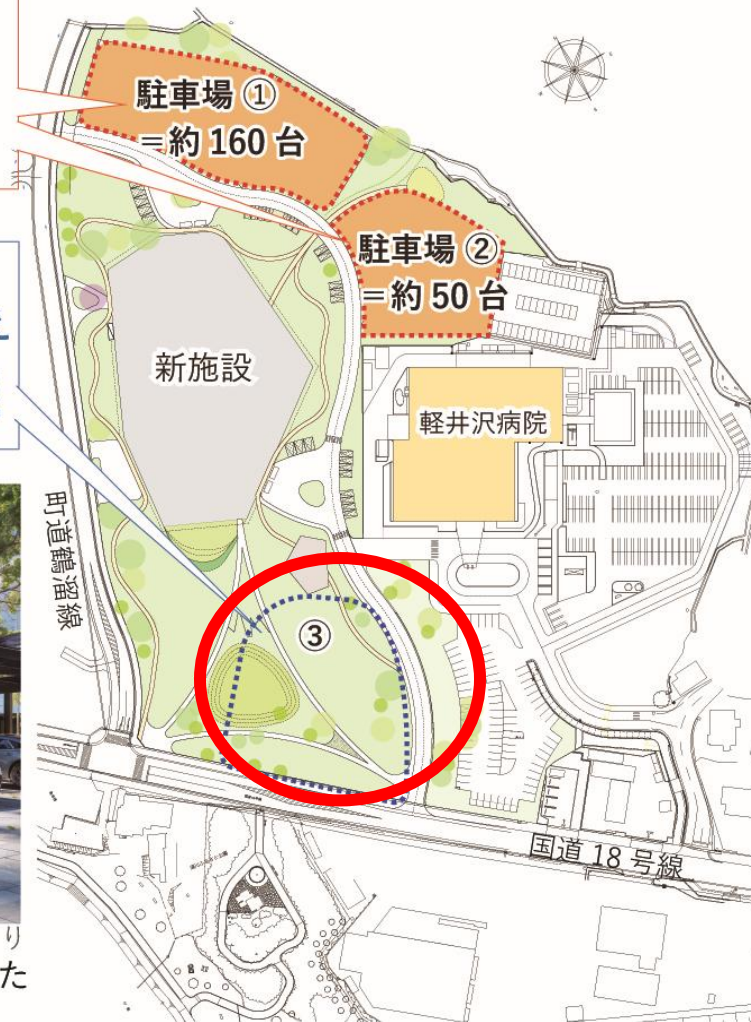 駐車場 ①
＝約 160 台
駐車場 ②
＝約 50 台
新施設
軽井沢病院
町道鶴溜線
③
国道 18 号線
り
た